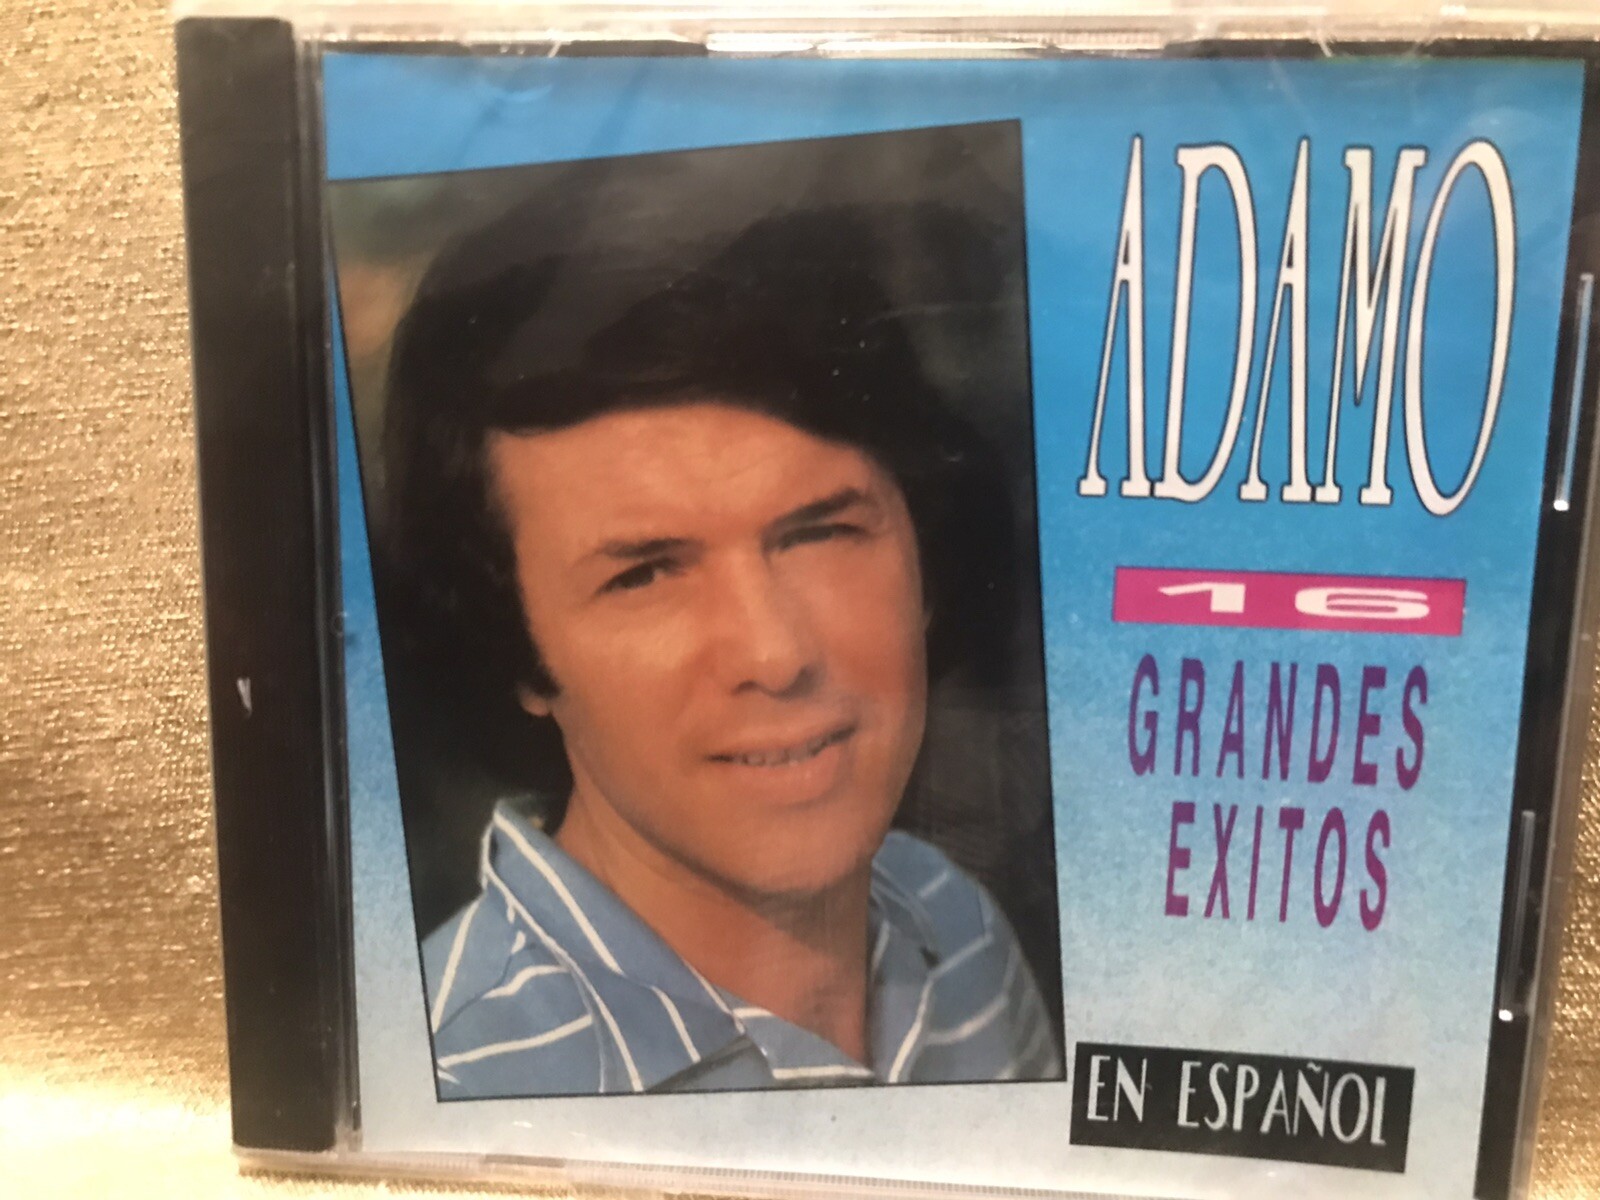 ADAMO
16
GRANDES
EXITOS
EN ESPAÑOL